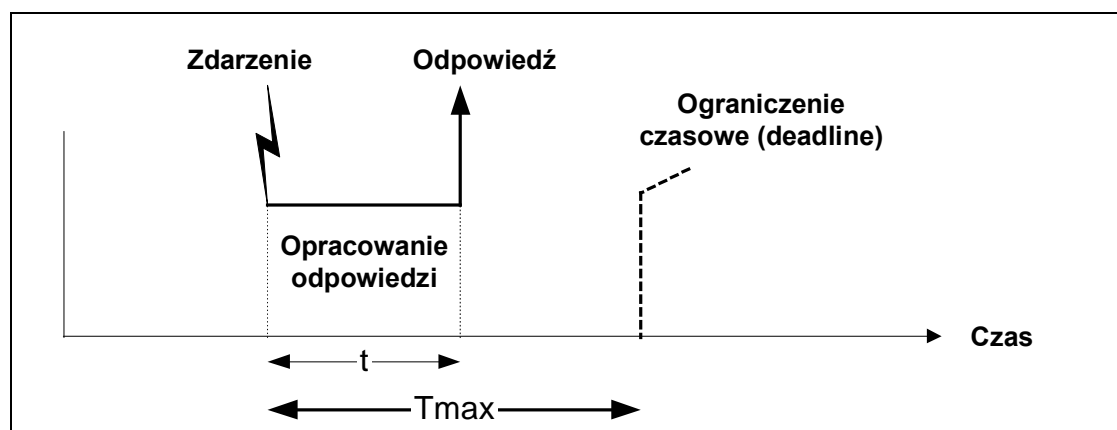 Zdarzenie
Odpowiedź
Ograniczenie
czasowe (deadline)
Opracowanie
odpowiedzi
Czas
t
Tmax